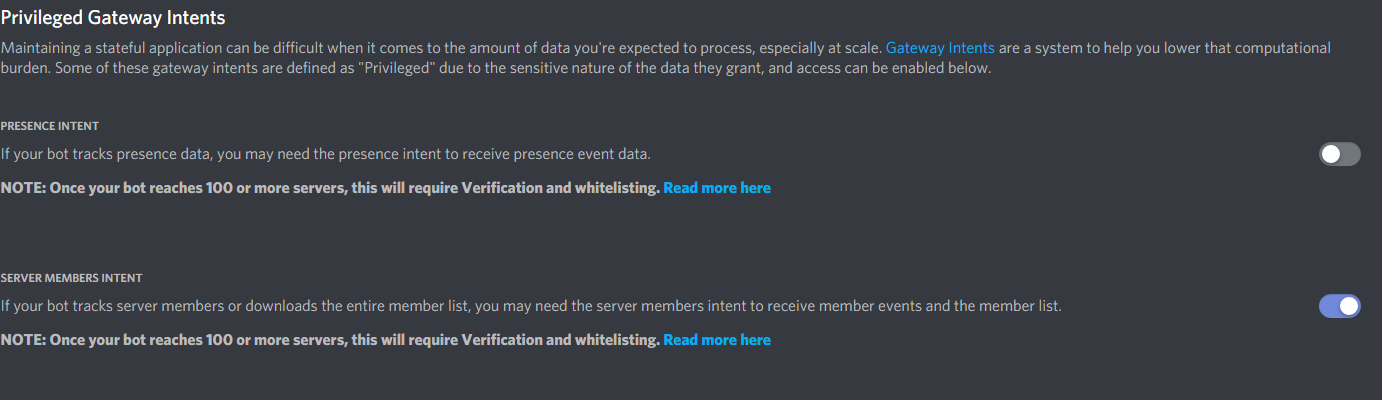 Privileged Gateway Intents
Maintaining a stateful application can be difficult when it comes to the amount of data you're expected to process, especially at scale. Gateway Intents are a system to help you lower that computational
burden. Some of these gateway intents are defined as "Privileged" due to the sensitive nature of the data they grant, and access can be enabled below.
PRESENCE INTENT
If your bot tracks presence data, you may need the presence intent to receive presence event data.
NOTE: Once your bot reaches 100 or more servers, this will require Verification and whitelisting. Read more here
SERVER MEMBERS INTENT
If your bot tracks server members or downloads the entire member list, you may need the server members intent to receive member events and the member list.
NOTE: Once your bot reaches 100 or more servers, this will require Verification and whitelisting. Read more here